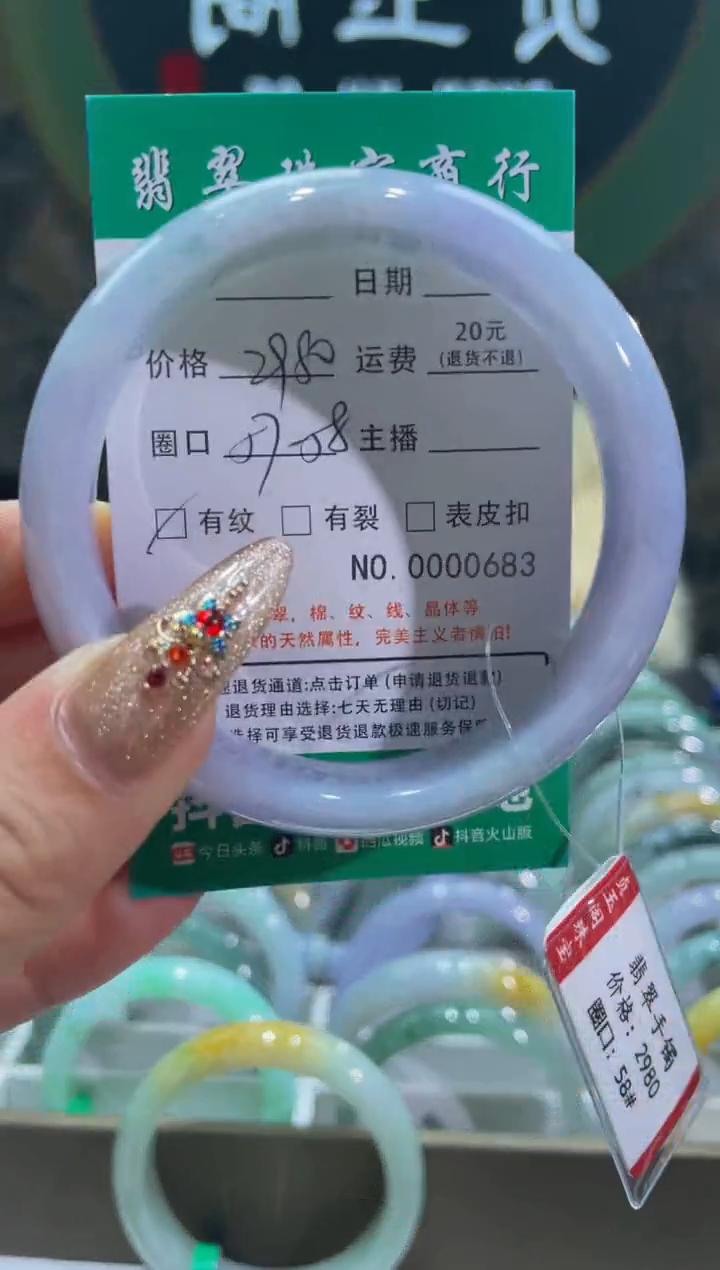 翡翠珠宝商行
日期
价格 2980 运费 20元 (退货不退)
圈口 57-58 主播
有纹 有裂 表皮扣
NO.0000683
翠,棉、纹、线、晶体等
的天然属性,完美主义者慎拍!
退货通道:点击订单(申请退货退款)
退货理由选择:七天无理由(切记)
选择可享受退货退款极速服务保
今日头条 抖音 西瓜视频 抖音火山版
玉阁珠宝
翡翠手镯
价格:2980
圈口:58#